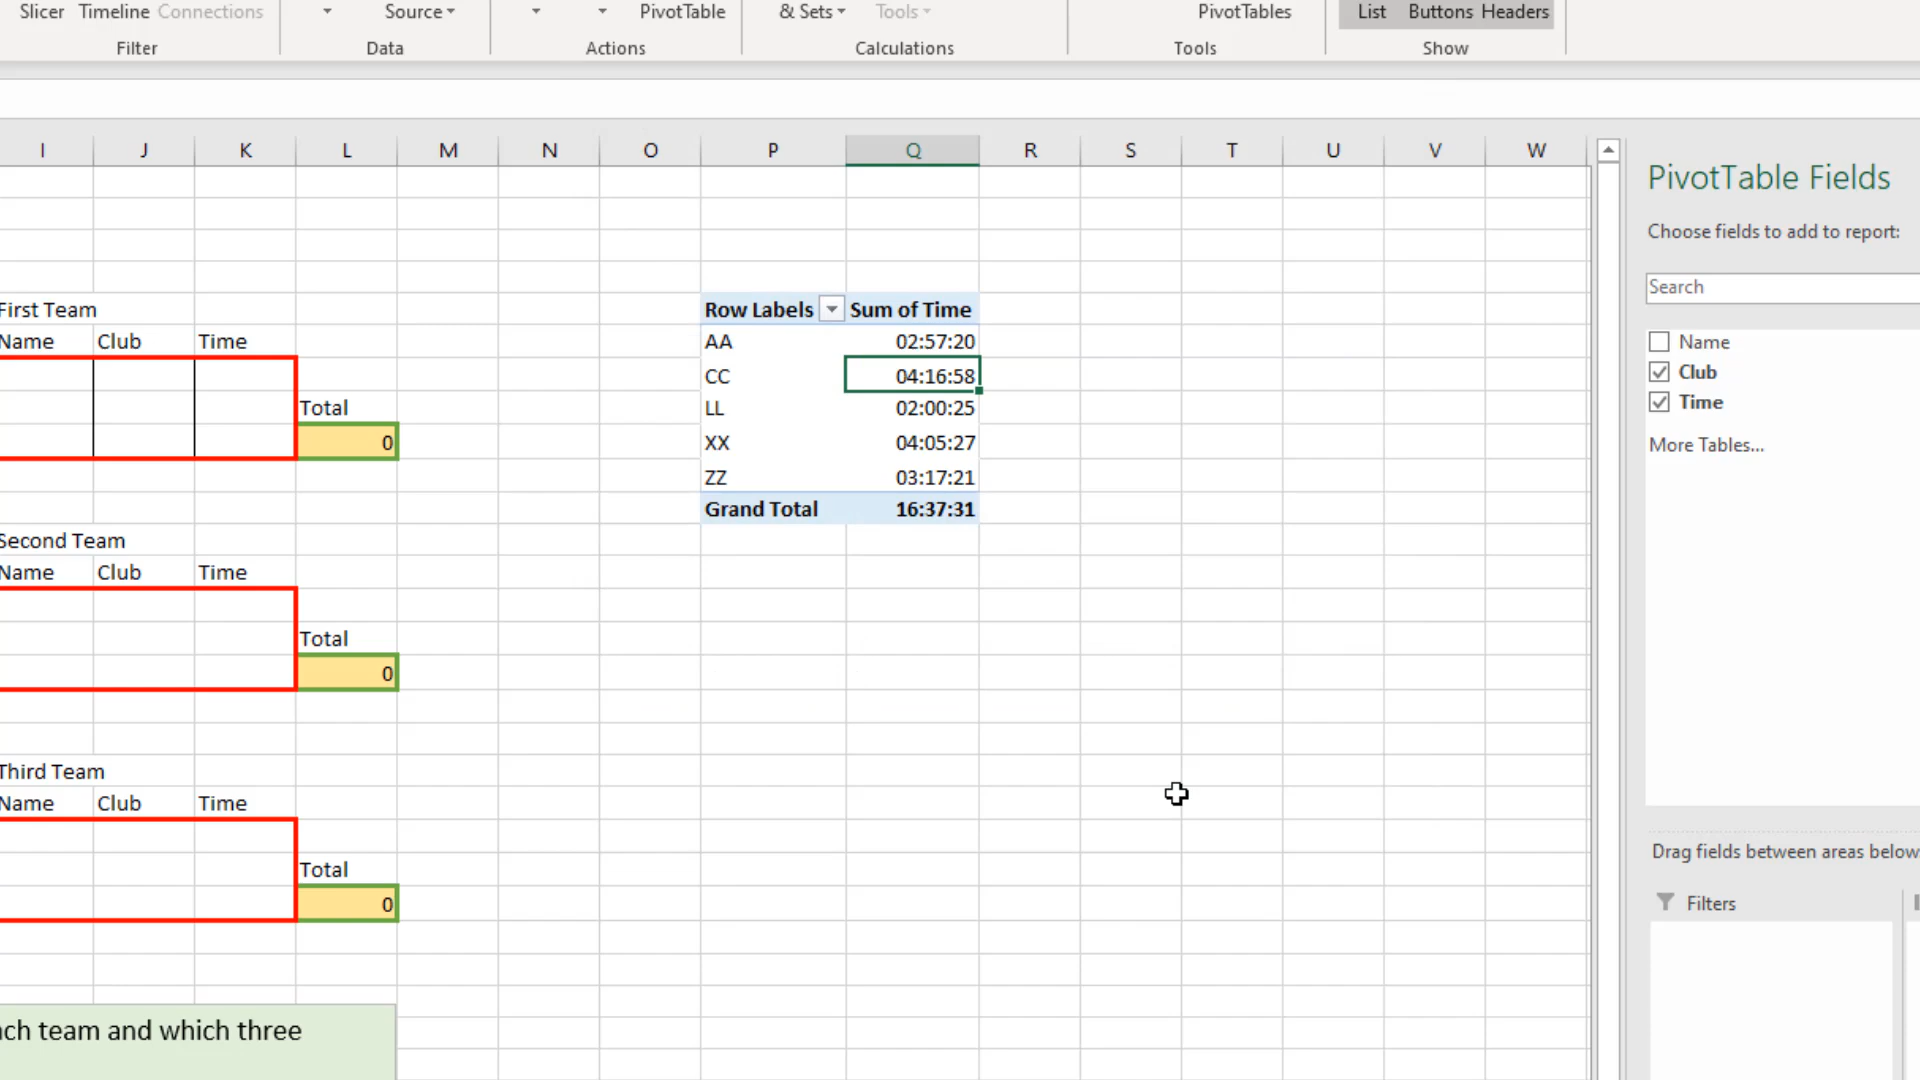 Slicer Timeline Connections Source PivotTable & Sets Tools PivotTables List Buttons Headers
Filter Data Actions Calculations Tools Show
I J K L M N O P Q R S T U V W
PivotTable Fields
Choose fields to add to report:
Search
Name
Club
Time
More Tables...
Drag fields between areas below
Filters
First Team
Name Club Time
Total
0
Second Team
Name Club Time
Total
0
Third Team
Name Club Time
Total
0
Row Labels Sum of Time
AA 02:57:20
CC 04:16:58
LL 02:00:25
XX 04:05:27
ZZ 03:17:21
Grand Total 16:37:31
team and which three